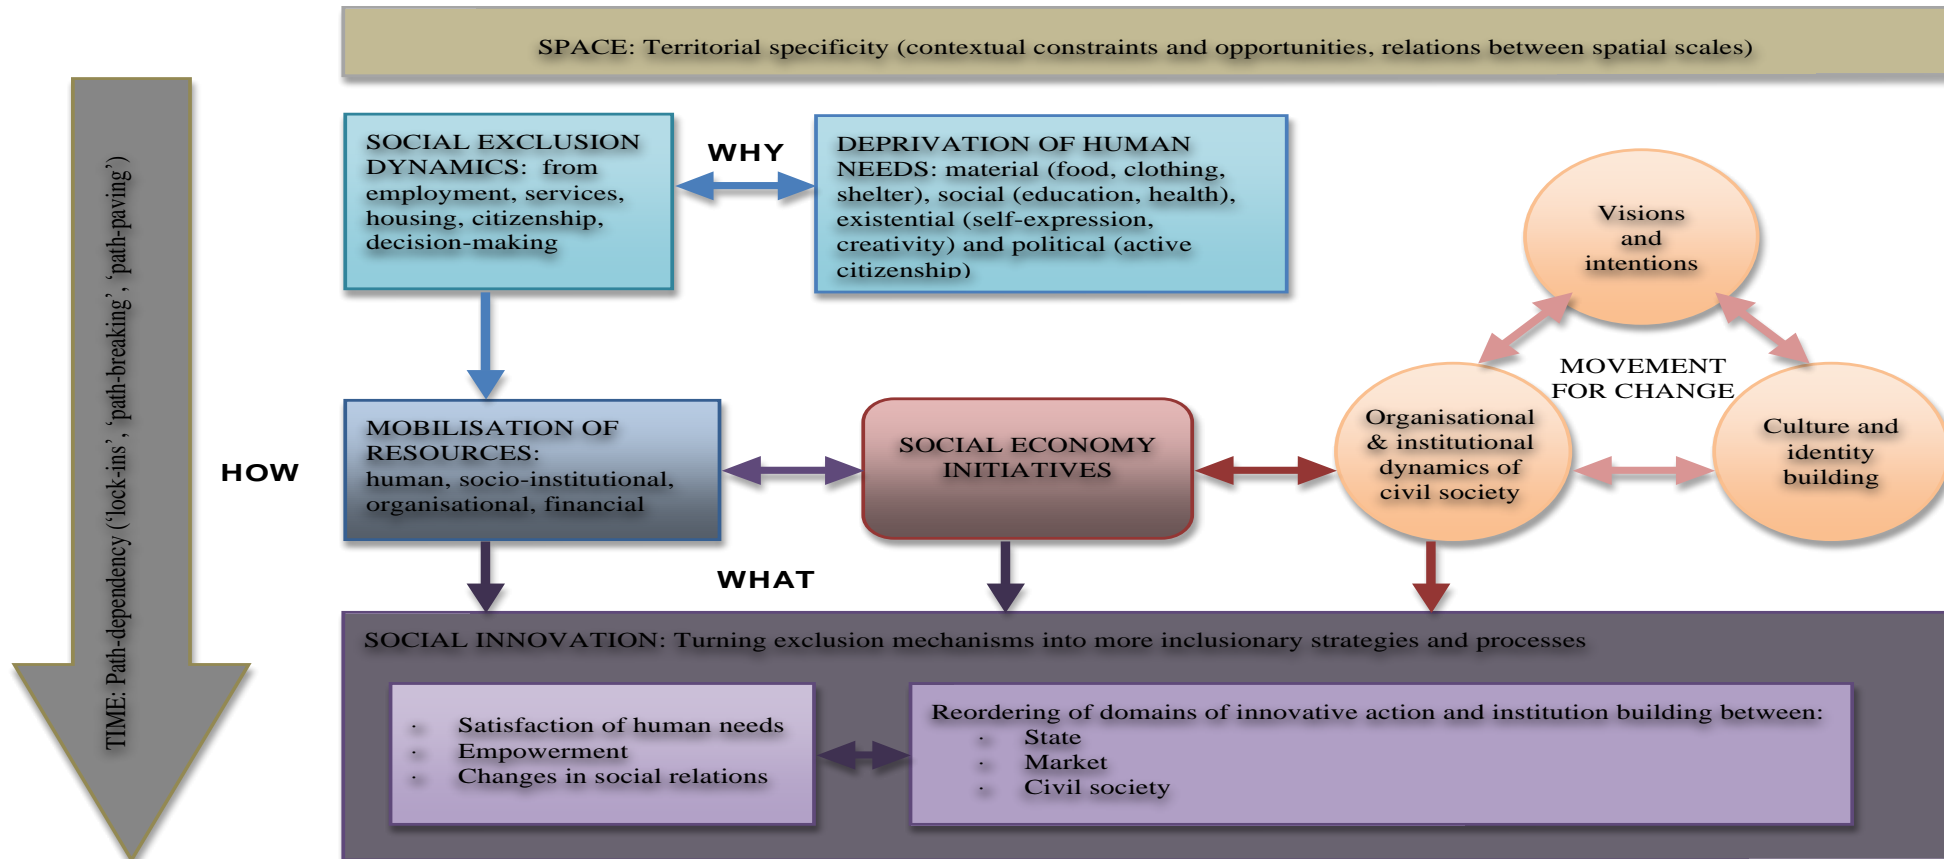 SPACE: Territorial specificity (contextual constraints and opportunities, relations between spatial scales)
TIME: Path-dependency (‘lock-ins’, ‘path-breaking’, ‘path-paving’)
SOCIAL EXCLUSION
DYNAMICS: from
employment, services,
housing, citizenship,
decision-making
WHY
DEPRIVATION OF HUMAN
NEEDS: material (food, clothing,
shelter), social (education, health),
existential (self-expression,
creativity) and political (active
citizenship)
Visions
and
intentions
MOVEMENT
FOR CHANGE
HOW
MOBILISATION OF
RESOURCES:
human, socio-institutional,
organisational, financial
SOCIAL ECONOMY
INITIATIVES
Organisational
& institutional
dynamics of
civil society
Culture and
identity
building
WHAT
SOCIAL INNOVATION: Turning exclusion mechanisms into more inclusionary strategies and processes
· Satisfaction of human needs
· Empowerment
· Changes in social relations
Reordering of domains of innovative action and institution building between:
· State
· Market
· Civil society